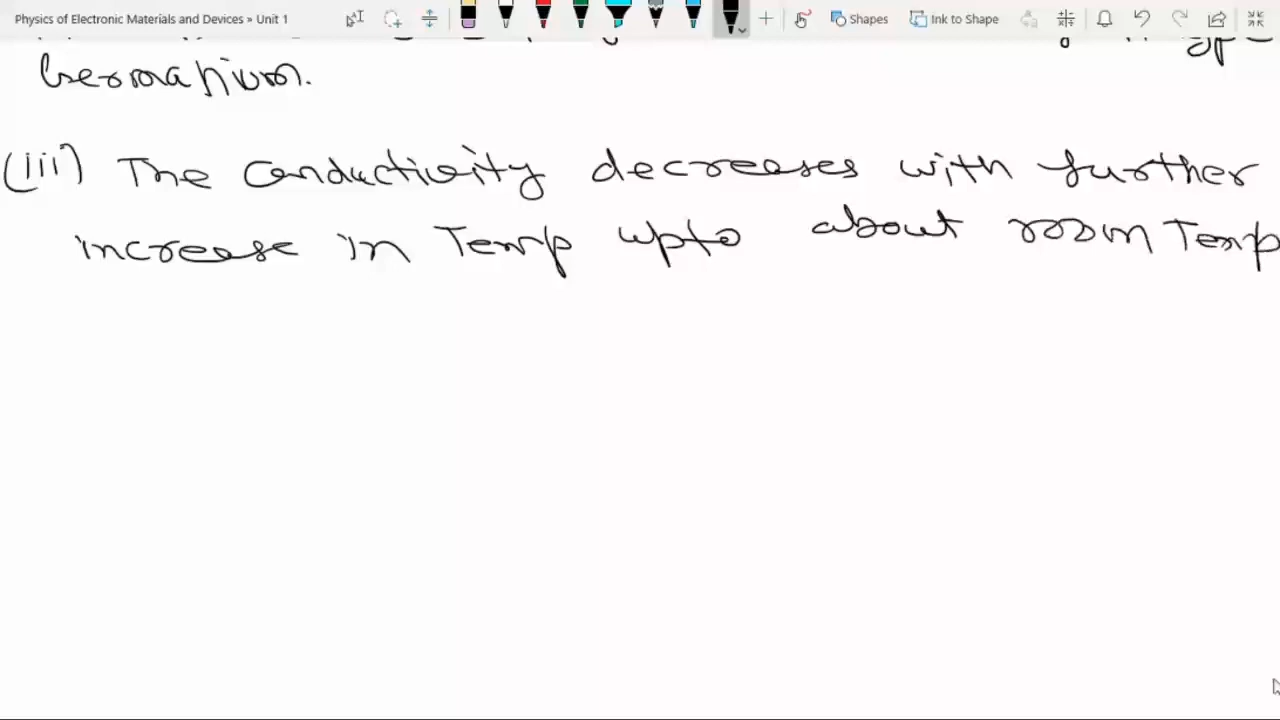 Physics of Electronic Materials and Devices » Unit 1
Shapes
Ink to Shape
Germanium.
(iii) The conductivity decreases with further
increase in Temp upto about room Temp